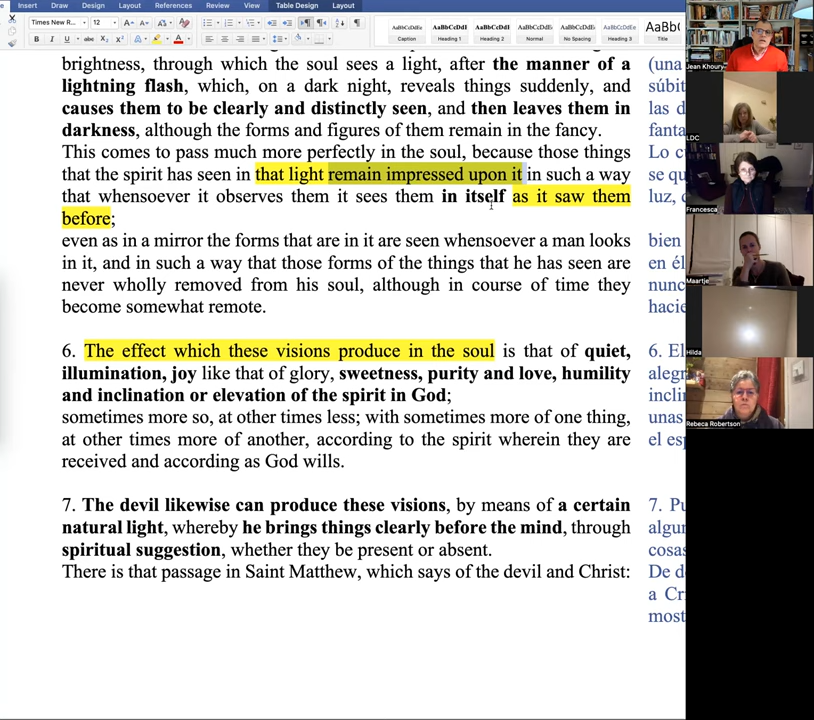 Insert Draw Design Layout References Mailings Review View Table Design Layout
Times New R... 12
AaBbCcDdEe AaBbCcDdEe AaBbCcDdEe AaBbCcDdEe AaBbCcDdEe AaBbCcDdEe AaBb(
Caption Heading 1 Heading 2 Normal No Spacing Heading 3 Title
brightness, through which the soul sees a light, after the manner of a
lightning flash, which, on a dark night, reveals things suddenly, and
causes them to be clearly and distinctly seen, and then leaves them in
darkness, although the forms and figures of them remain in the fancy.
This comes to pass much more perfectly in the soul, because those things
that the spirit has seen in that light remain impressed upon it in such a way
that whensoever it observes them it sees them in itself as it saw them
before;
even as in a mirror the forms that are in it are seen whensoever a man looks
in it, and in such a way that those forms of the things that he has seen are
never wholly removed from his soul, although in course of time they
become somewhat remote.
6. The effect which these visions produce in the soul is that of quiet,
illumination, joy like that of glory, sweetness, purity and love, humility
and inclination or elevation of the spirit in God;
sometimes more so, at other times less; with sometimes more of one thing,
at other times more of another, according to the spirit wherein they are
received and according as God wills.
7. The devil likewise can produce these visions, by means of a certain
natural light, whereby he brings things clearly before the mind, through
spiritual suggestion, whether they be present or absent.
There is that passage in Saint Matthew, which says of the devil and Christ:
(una
súbit
las d
fanta
Lo c
se qu
luz, c
bien
en él
nunc
hacie
6. El
alegr
incli
unas
el esp
7. Pu
algur
cosas
De d
a Cr
most
Jean Khoury
LDC
Francesca
Maartje
Hilda
Rebeca Robertson